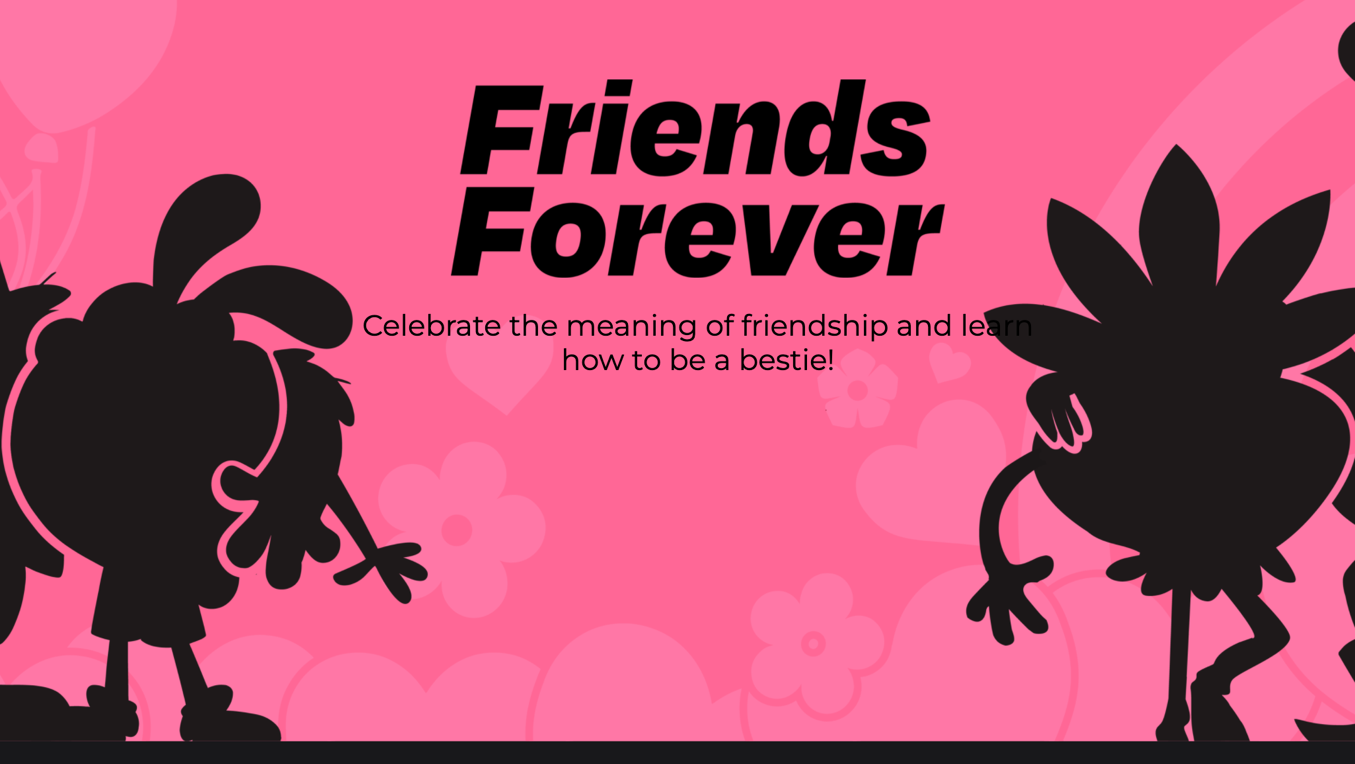 Friends
Forever
Celebrate the meaning of friendship and learn
how to be a bestie!